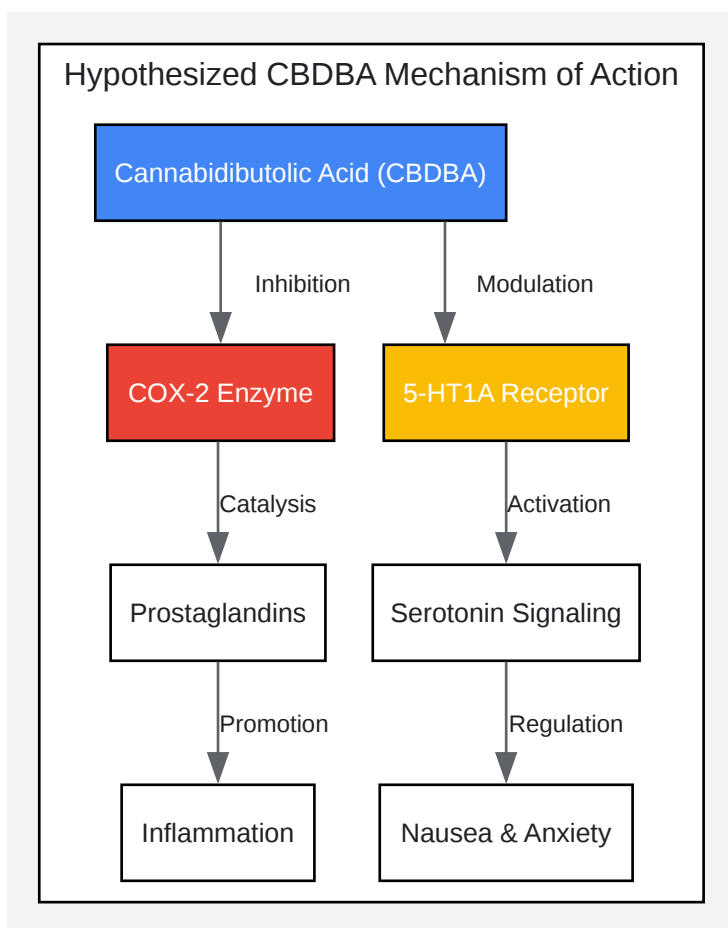 Hypothesized CBDBA Mechanism of Action
Cannabidibutolic Acid (CBDBA)
Inhibition
Modulation
COX-2 Enzyme
5-HT1A Receptor
Catalysis
Activation
Prostaglandins
Serotonin Signaling
Promotion
Regulation
Inflammation
Nausea & Anxiety